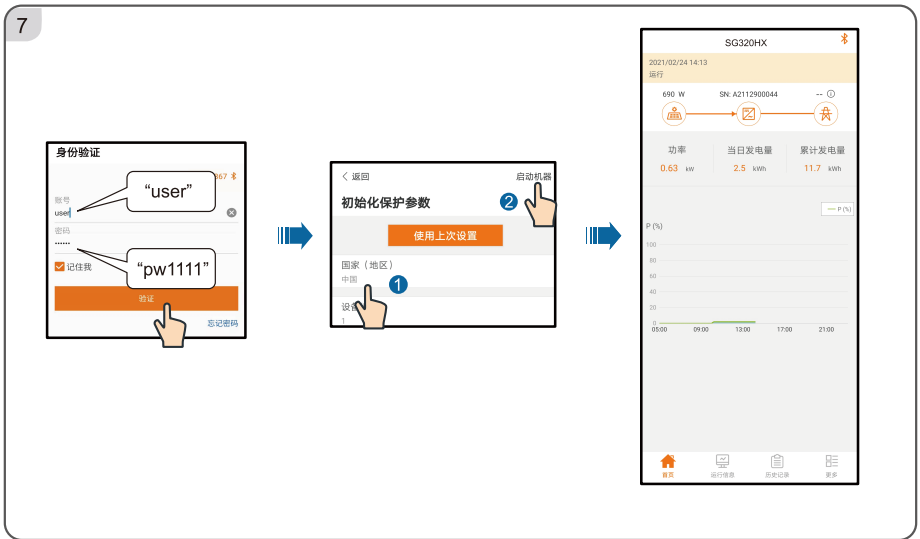 7
身份验证
867
账号
user
"user"
密码
······
"pw1111"
记住我
验证
忘记密码
返回
启动机器
初始化保护参数
2
使用上次设置
国家（地区）
中国
1
设备
1
SG320HX
2021/02/24 14:13
运行
690 W
SN: A2112900044
--
功率
当日发电量
累计发电量
0.63 kW
2.5 kWh
11.7 kWh
P (%)
P (%)
100
80
60
40
20
0
05:00 09:00 13:00 17:00 21:00
首页
运行信息
历史记录
更多